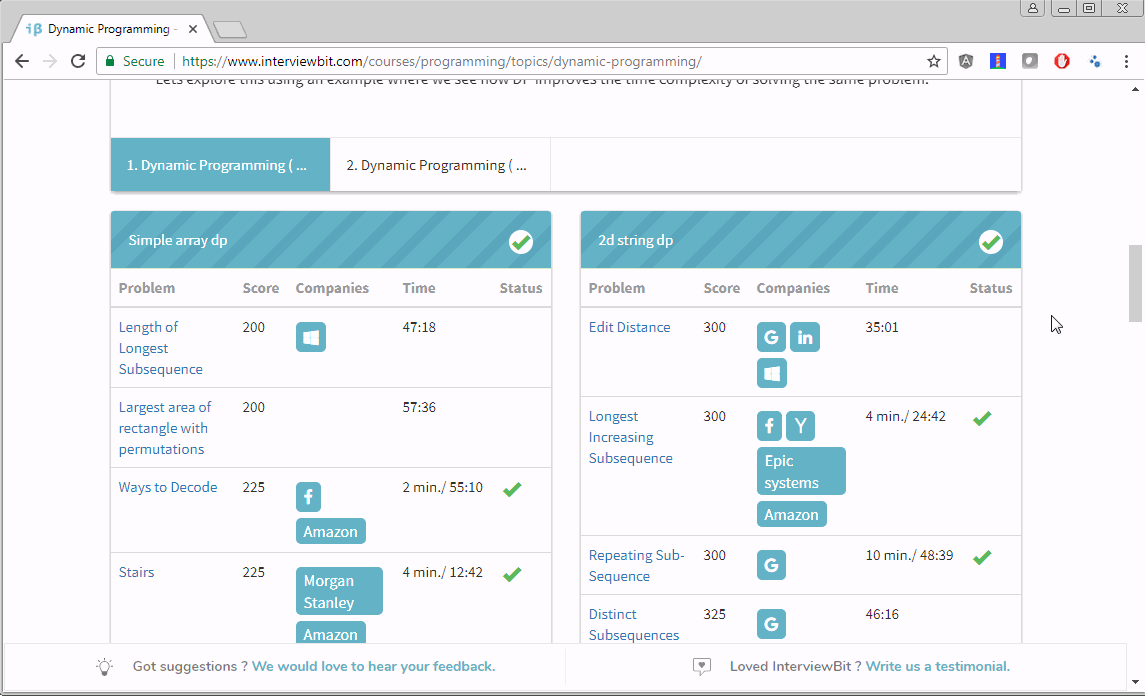 Dynamic Programming -
Secure
https://www.interviewbit.com/courses/programming/topics/dynamic-programming/
Lets explore this using an example where we see how DP improves the time complexity of solving the same problem.
1. Dynamic Programming ( ...
2. Dynamic Programming ( ...
Simple array dp
Problem Score Companies Time Status
Length of 200 47:18
Longest
Subsequence
Largest area of 200 57:36
rectangle with
permutations
Ways to Decode 225 2 min./ 55:10
Amazon
Stairs 225 Morgan 4 min./ 12:42
Stanley
Amazon
2d string dp
Problem Score Companies Time Status
Edit Distance 300 G in 35:01
Longest 300 f Y 4 min./ 24:42
Increasing
Subsequence
Epic
systems
Amazon
Repeating Sub- 300 G 10 min./ 48:39
Sequence
Distinct 325 G 46:16
Subsequences
Got suggestions ? We would love to hear your feedback.
Loved InterviewBit ? Write us a testimonial.